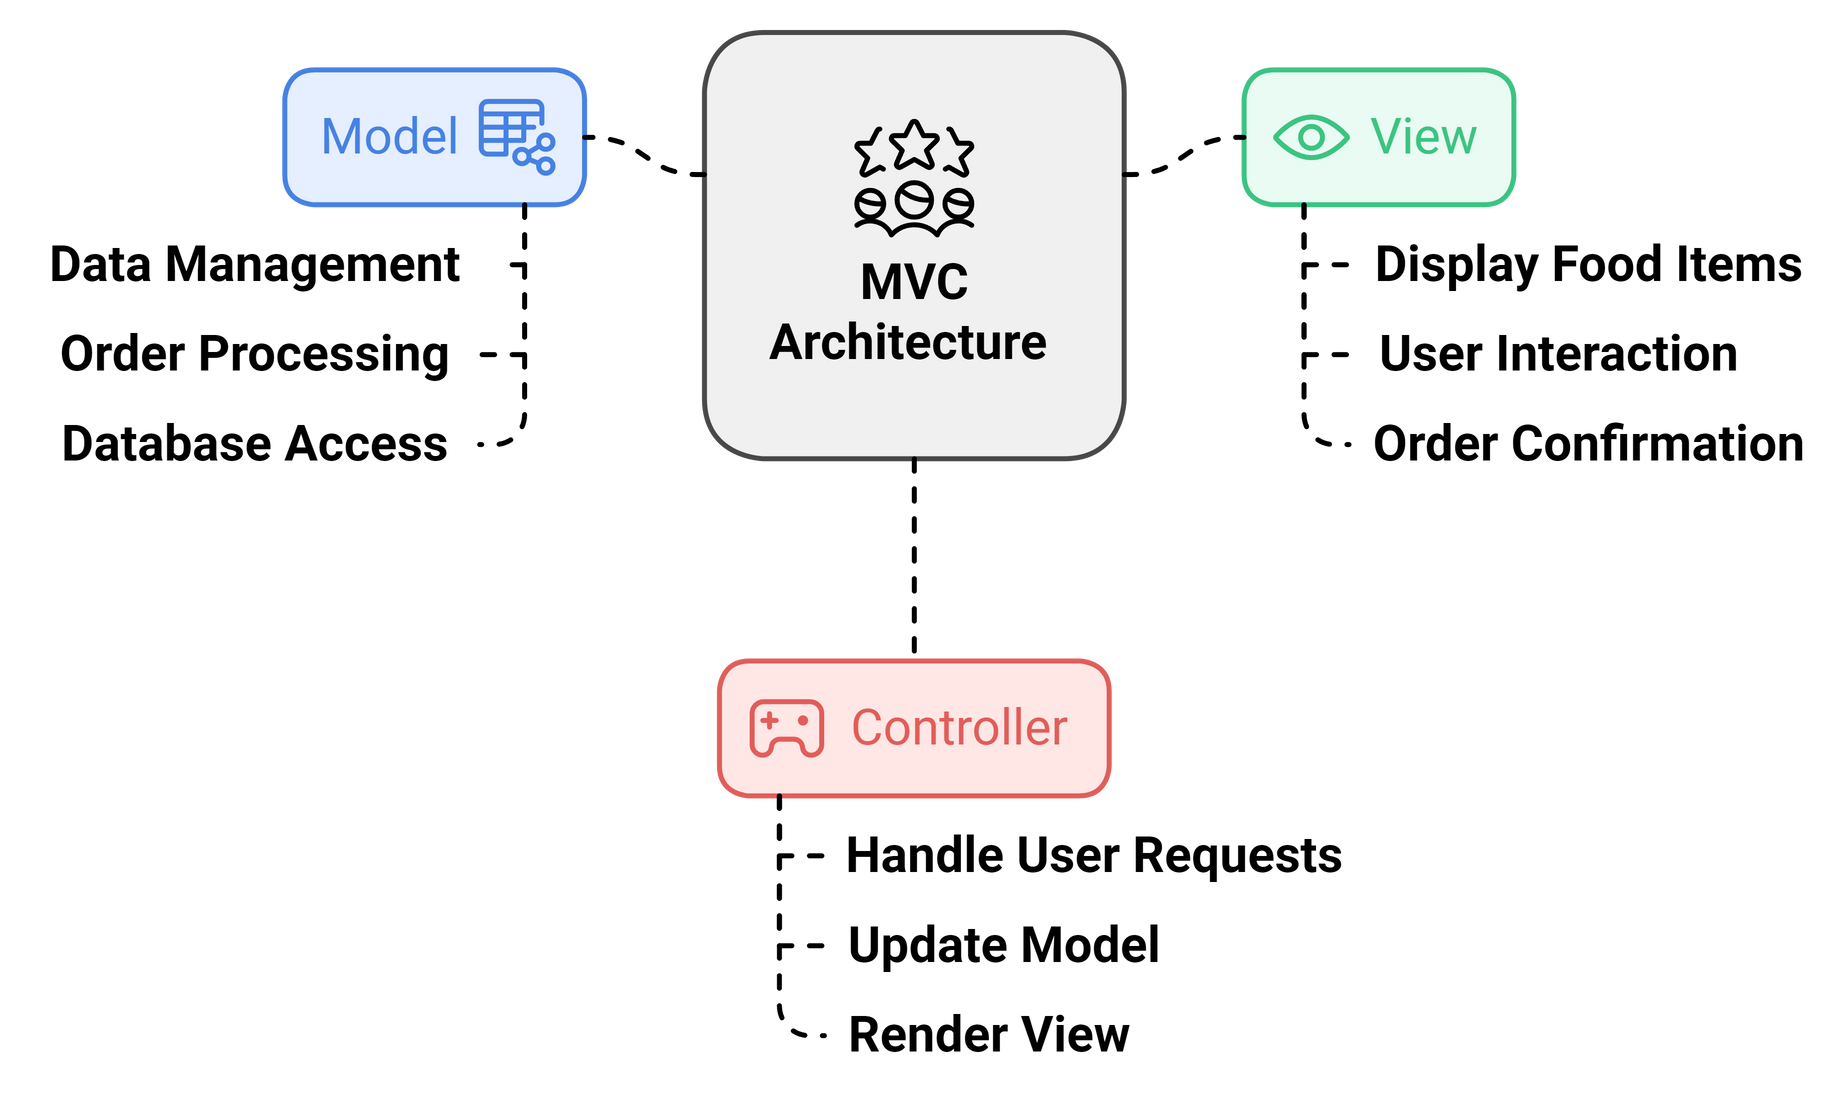 MVC
Architecture
Model
Data Management
Order Processing
Database Access
View
Display Food Items
User Interaction
Order Confirmation
Controller
Handle User Requests
Update Model
Render View